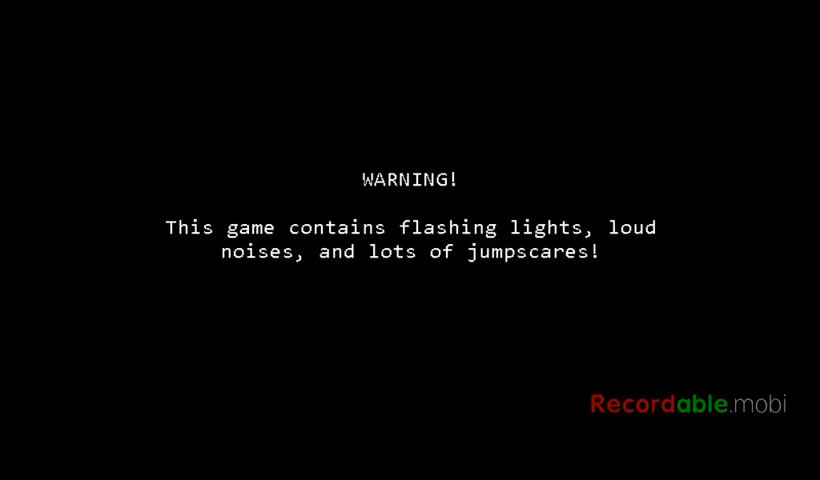 WARNING!
This game contains flashing lights, loud
noises, and lots of jumpscares!
Recordable.mobi